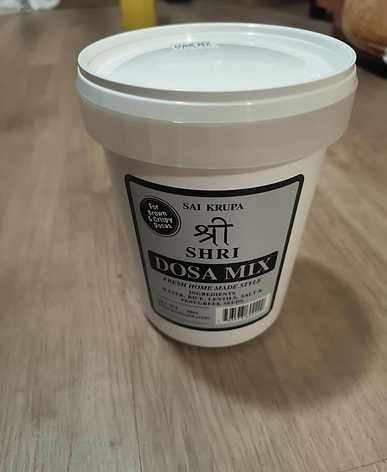 For
Brown
& Crispy
Dosas
SAI KRUPA
श्री
SHRI
DOSA MIX
FRESH HOME MADE STYLE
INGREDIENTS
WATER, RICE, LENTILS, SALT &
FENUGREEK SEEDS